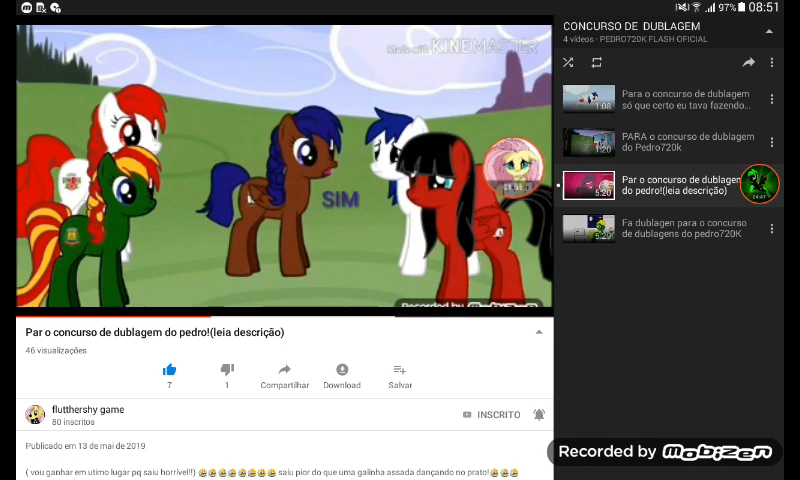 97% 08:51
Made with KINEMASTER
SIM
Recorded by MOBIZEN
CONCURSO DE DUBLAGEM
4 vídeos · PEDRO720K FLASH OFICIAL
Para o concurso de dublagem
só que certo eu tava fazendo...
1:08
PARA o concurso de dublagem
do Pedro720k
1:20
Par o concurso de dublagem
do pedro!(leia descrição)
5:20
04:47
Fa dublagen para o concurso
de dublagens do pedro720K
5:25
Par o concurso de dublagem do pedro!(leia descrição)
46 visualizações
7
1
Compartilhar
Download
Salvar
flutthershy game
80 inscritos
INSCRITO
Publicado em 13 de mai de 2019
( vou ganhar em utimo lugar pq saiu horrível!!) 😂😂😂😂😂😂😂😂 saiu pior do que uma galinha assada dançando no prato!😂😂😂
Recorded by MOBIZEN